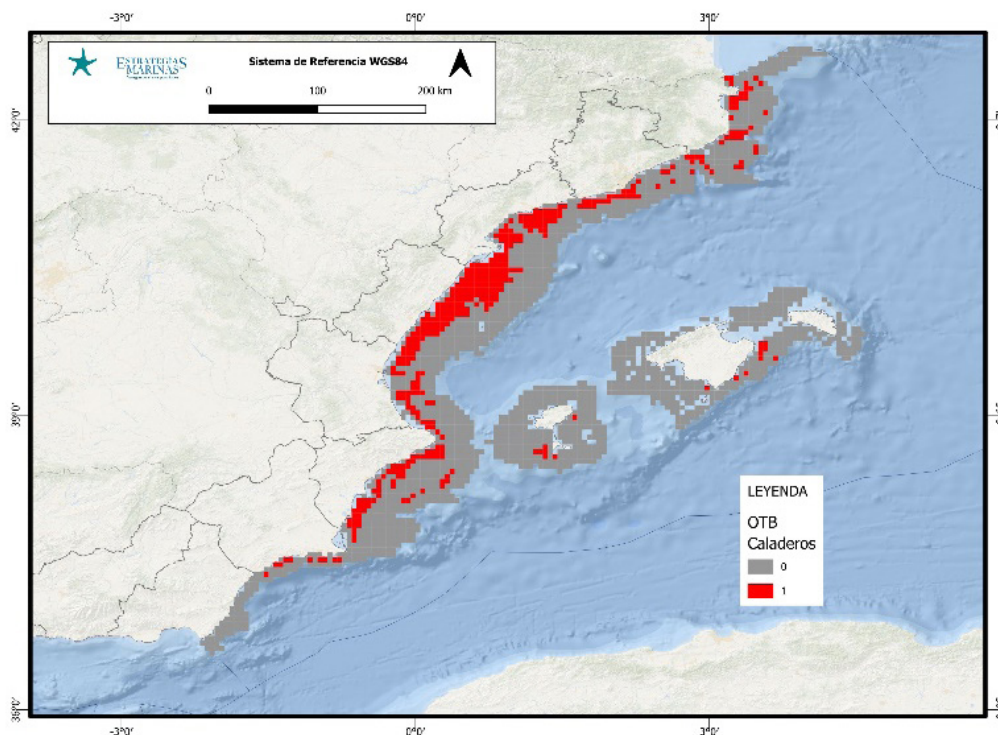 -3°0' 0°0' 3°0'
ESTRATEGIAS
MARINAS
Sistema de Referencia WGS84
0 100 200 km
42°0'
39°0'
LEYENDA
OTB
Caladeros
0
1
36°0'
-3°0' 0°0' 3°0'